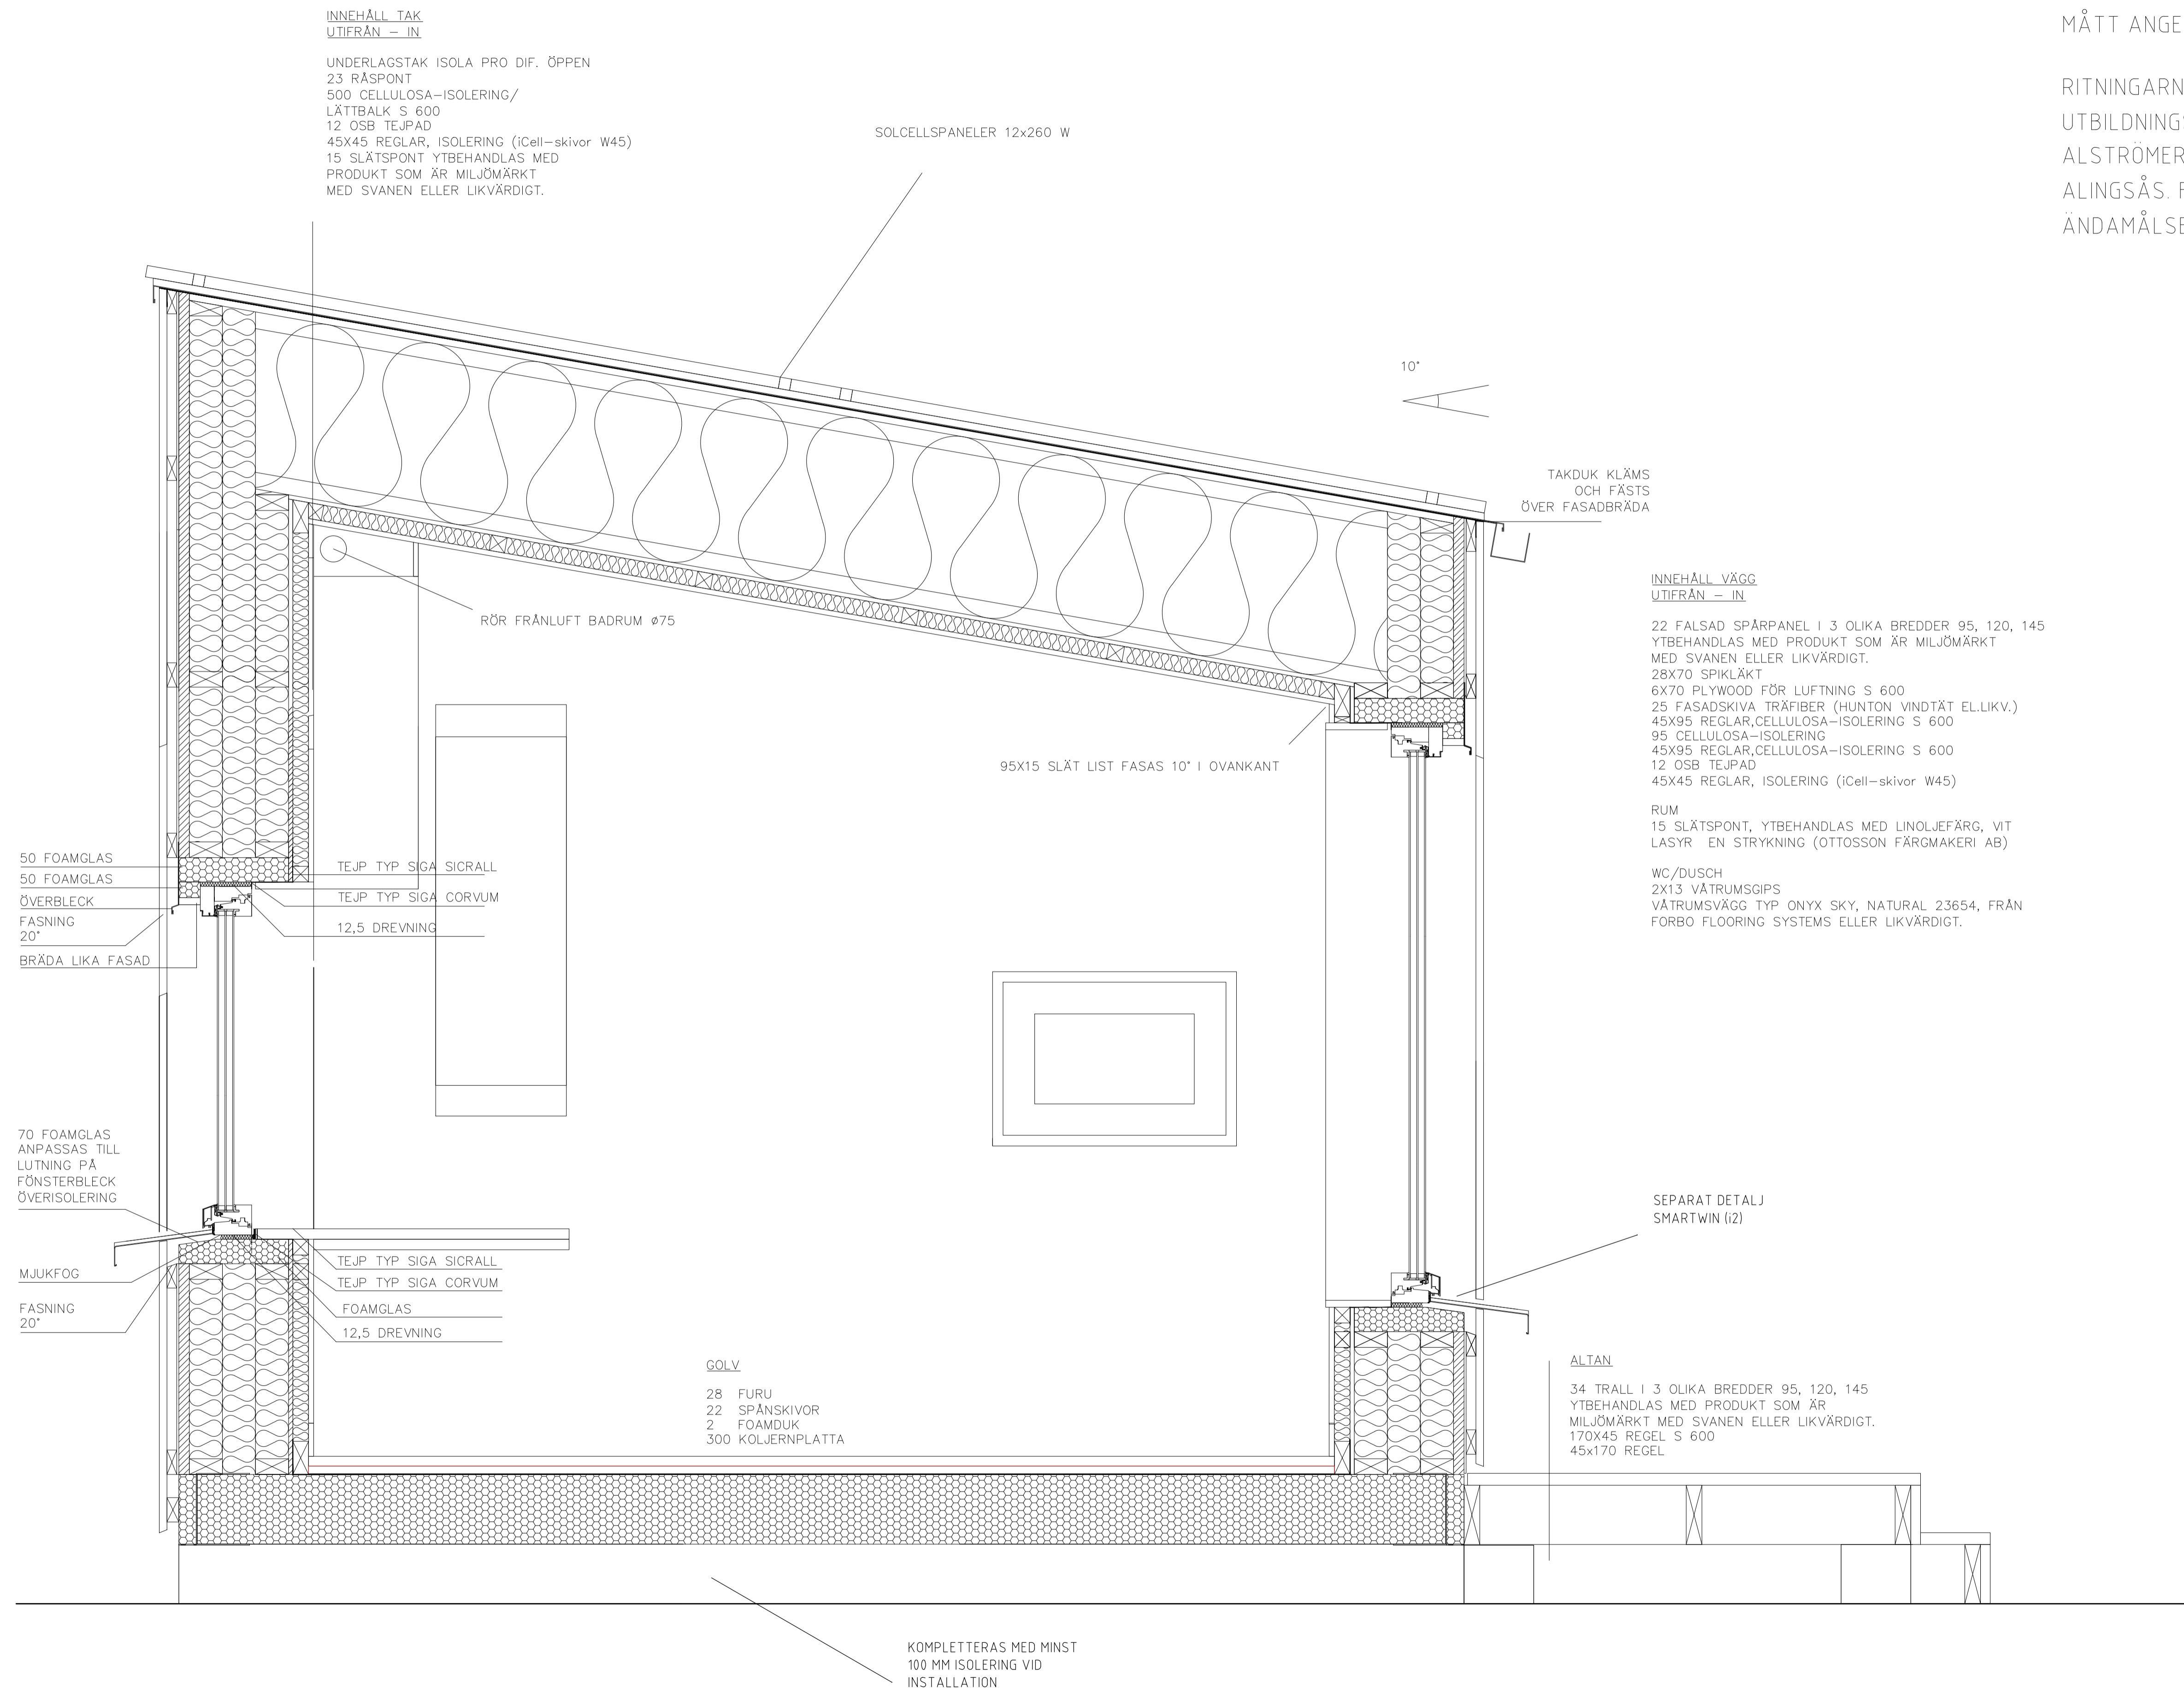 INNEHÅLL TAK
UTIFRÅN – IN
UNDERLAGSTAK ISOLA PRO DIF. ÖPPEN
23 RÅSPONT
500 CELLULOSA–ISOLERING/
LÄTTBALK S 600
12 OSB TEJPAD
45X45 REGLAR, ISOLERING (iCell–skivor W45)
15 SLÄTSPONT YTBEHANDLAS MED
PRODUKT SOM ÄR MILJÖMÄRKT
MED SVANEN ELLER LIKVÄRDIGT.
SOLCELLSPANELER 12x260 W
MÅTT ANGE
RITNINGARN
UTBILDNING
ALSTRÖMER
ALINGSÅS.
ÄNDAMÅLSE
10°
TAKDUK KLÄMS
OCH FÄSTS
ÖVER FASADBRÄDA
RÖR FRÅNLUFT BADRUM ø75
95X15 SLÄT LIST FASAS 10° I OVANKANT
INNEHÅLL VÄGG
UTIFRÅN – IN
22 FALSAD SPÅRPANEL I 3 OLIKA BREDDER 95, 120, 145
YTBEHANDLAS MED PRODUKT SOM ÄR MILJÖMÄRKT
MED SVANEN ELLER LIKVÄRDIGT.
28X70 SPIKLÄKT
6X70 PLYWOOD FÖR LUFTNING S 600
25 FASADSKIVA TRÄFIBER (HUNTON VINDTÄT EL.LIKV.)
45X95 REGLAR,CELLULOSA–ISOLERING S 600
95 CELLULOSA–ISOLERING
45X95 REGLAR,CELLULOSA–ISOLERING S 600
12 OSB TEJPAD
45X45 REGLAR, ISOLERING (iCell–skivor W45)
RUM
15 SLÄTSPONT, YTBEHANDLAS MED LINOLJEFÄRG, VIT
LASYR EN STRYKNING (OTTOSSON FÄRGMAKERI AB)
WC/DUSCH
2X13 VÅTRUMSGIPS
VÅTRUMSVÄGG TYP ONYX SKY, NATURAL 23654, FRÅN
FORBO FLOORING SYSTEMS ELLER LIKVÄRDIGT.
50 FOAMGLAS
50 FOAMGLAS
ÖVERBLECK
FASNING
20°
BRÄDA LIKA FASAD
TEJP TYP SIGA SICRALL
TEJP TYP SIGA CORVUM
12,5 DREVNING
70 FOAMGLAS
ANPASSAS TILL
LUTNING PÅ
FÖNSTERBLECK
ÖVERISOLERING
MJUKFOG
FASNING
20°
TEJP TYP SIGA SICRALL
TEJP TYP SIGA CORVUM
FOAMGLAS
12,5 DREVNING
GOLV
28 FURU
22 SPÅNSKIVOR
2 FOAMDUK
300 KOLJERNPLATTA
SEPARAT DETALJ
SMARTWIN (i2)
ALTAN
34 TRALL I 3 OLIKA BREDDER 95, 120, 145
YTBEHANDLAS MED PRODUKT SOM ÄR
MILJÖMÄRKT MED SVANEN ELLER LIKVÄRDIGT.
170X45 REGEL S 600
45x170 REGEL
KOMPLETTERAS MED MINST
100 MM ISOLERING VID
INSTALLATION